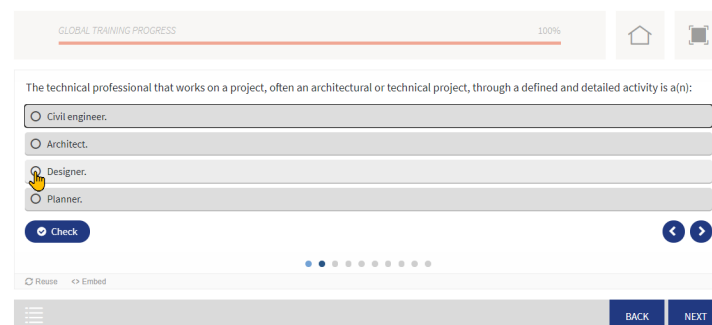 GLOBAL TRAINING PROGRESS 100%
The technical professional that works on a project, often an architectural or technical project, through a defined and detailed activity is a(n):
Civil engineer.
Architect.
Designer.
Planner.
Check
Reuse <> Embed
BACK NEXT